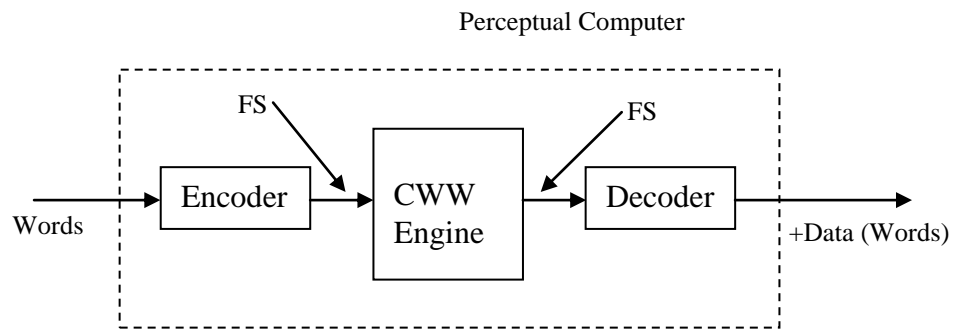 Perceptual Computer
FS
FS
Encoder
CWW
Engine
Decoder
Words
+Data (Words)